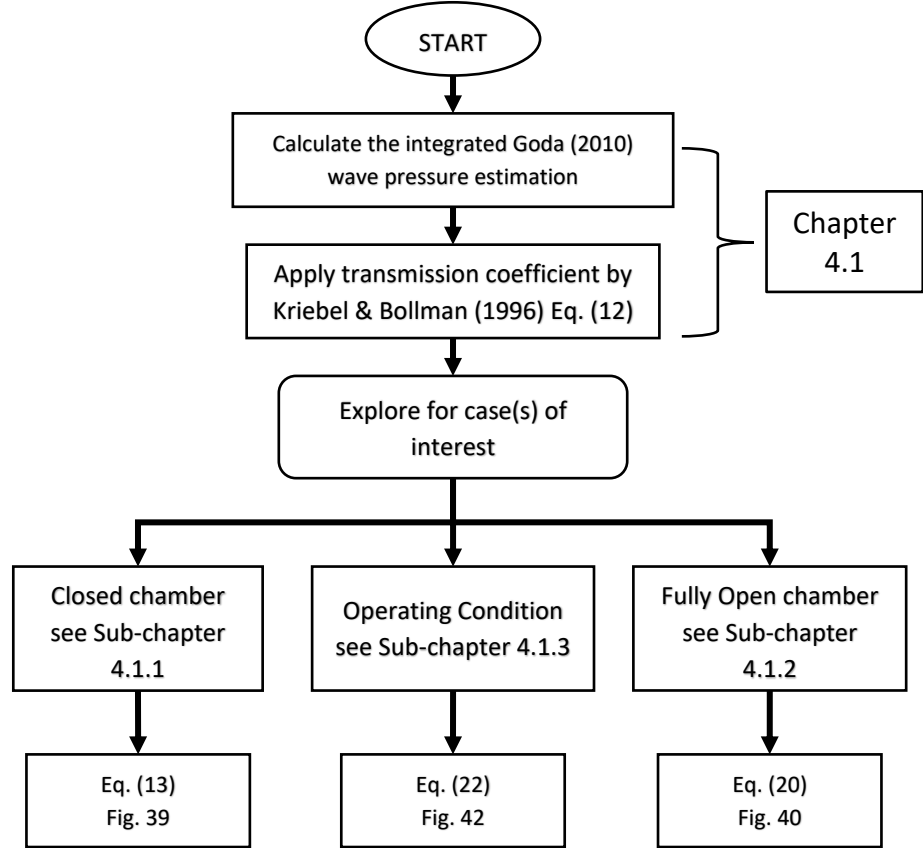 START
Calculate the integrated Goda (2010)
wave pressure estimation
Chapter
4.1
Apply transmission coefficient by
Kriebel & Bollman (1996) Eq. (12)
Explore for case(s) of
interest
Closed chamber
see Sub-chapter
4.1.1
Operating Condition
see Sub-chapter 4.1.3
Fully Open chamber
see Sub-chapter
4.1.2
Eq. (13)
Fig. 39
Eq. (22)
Fig. 42
Eq. (20)
Fig. 40